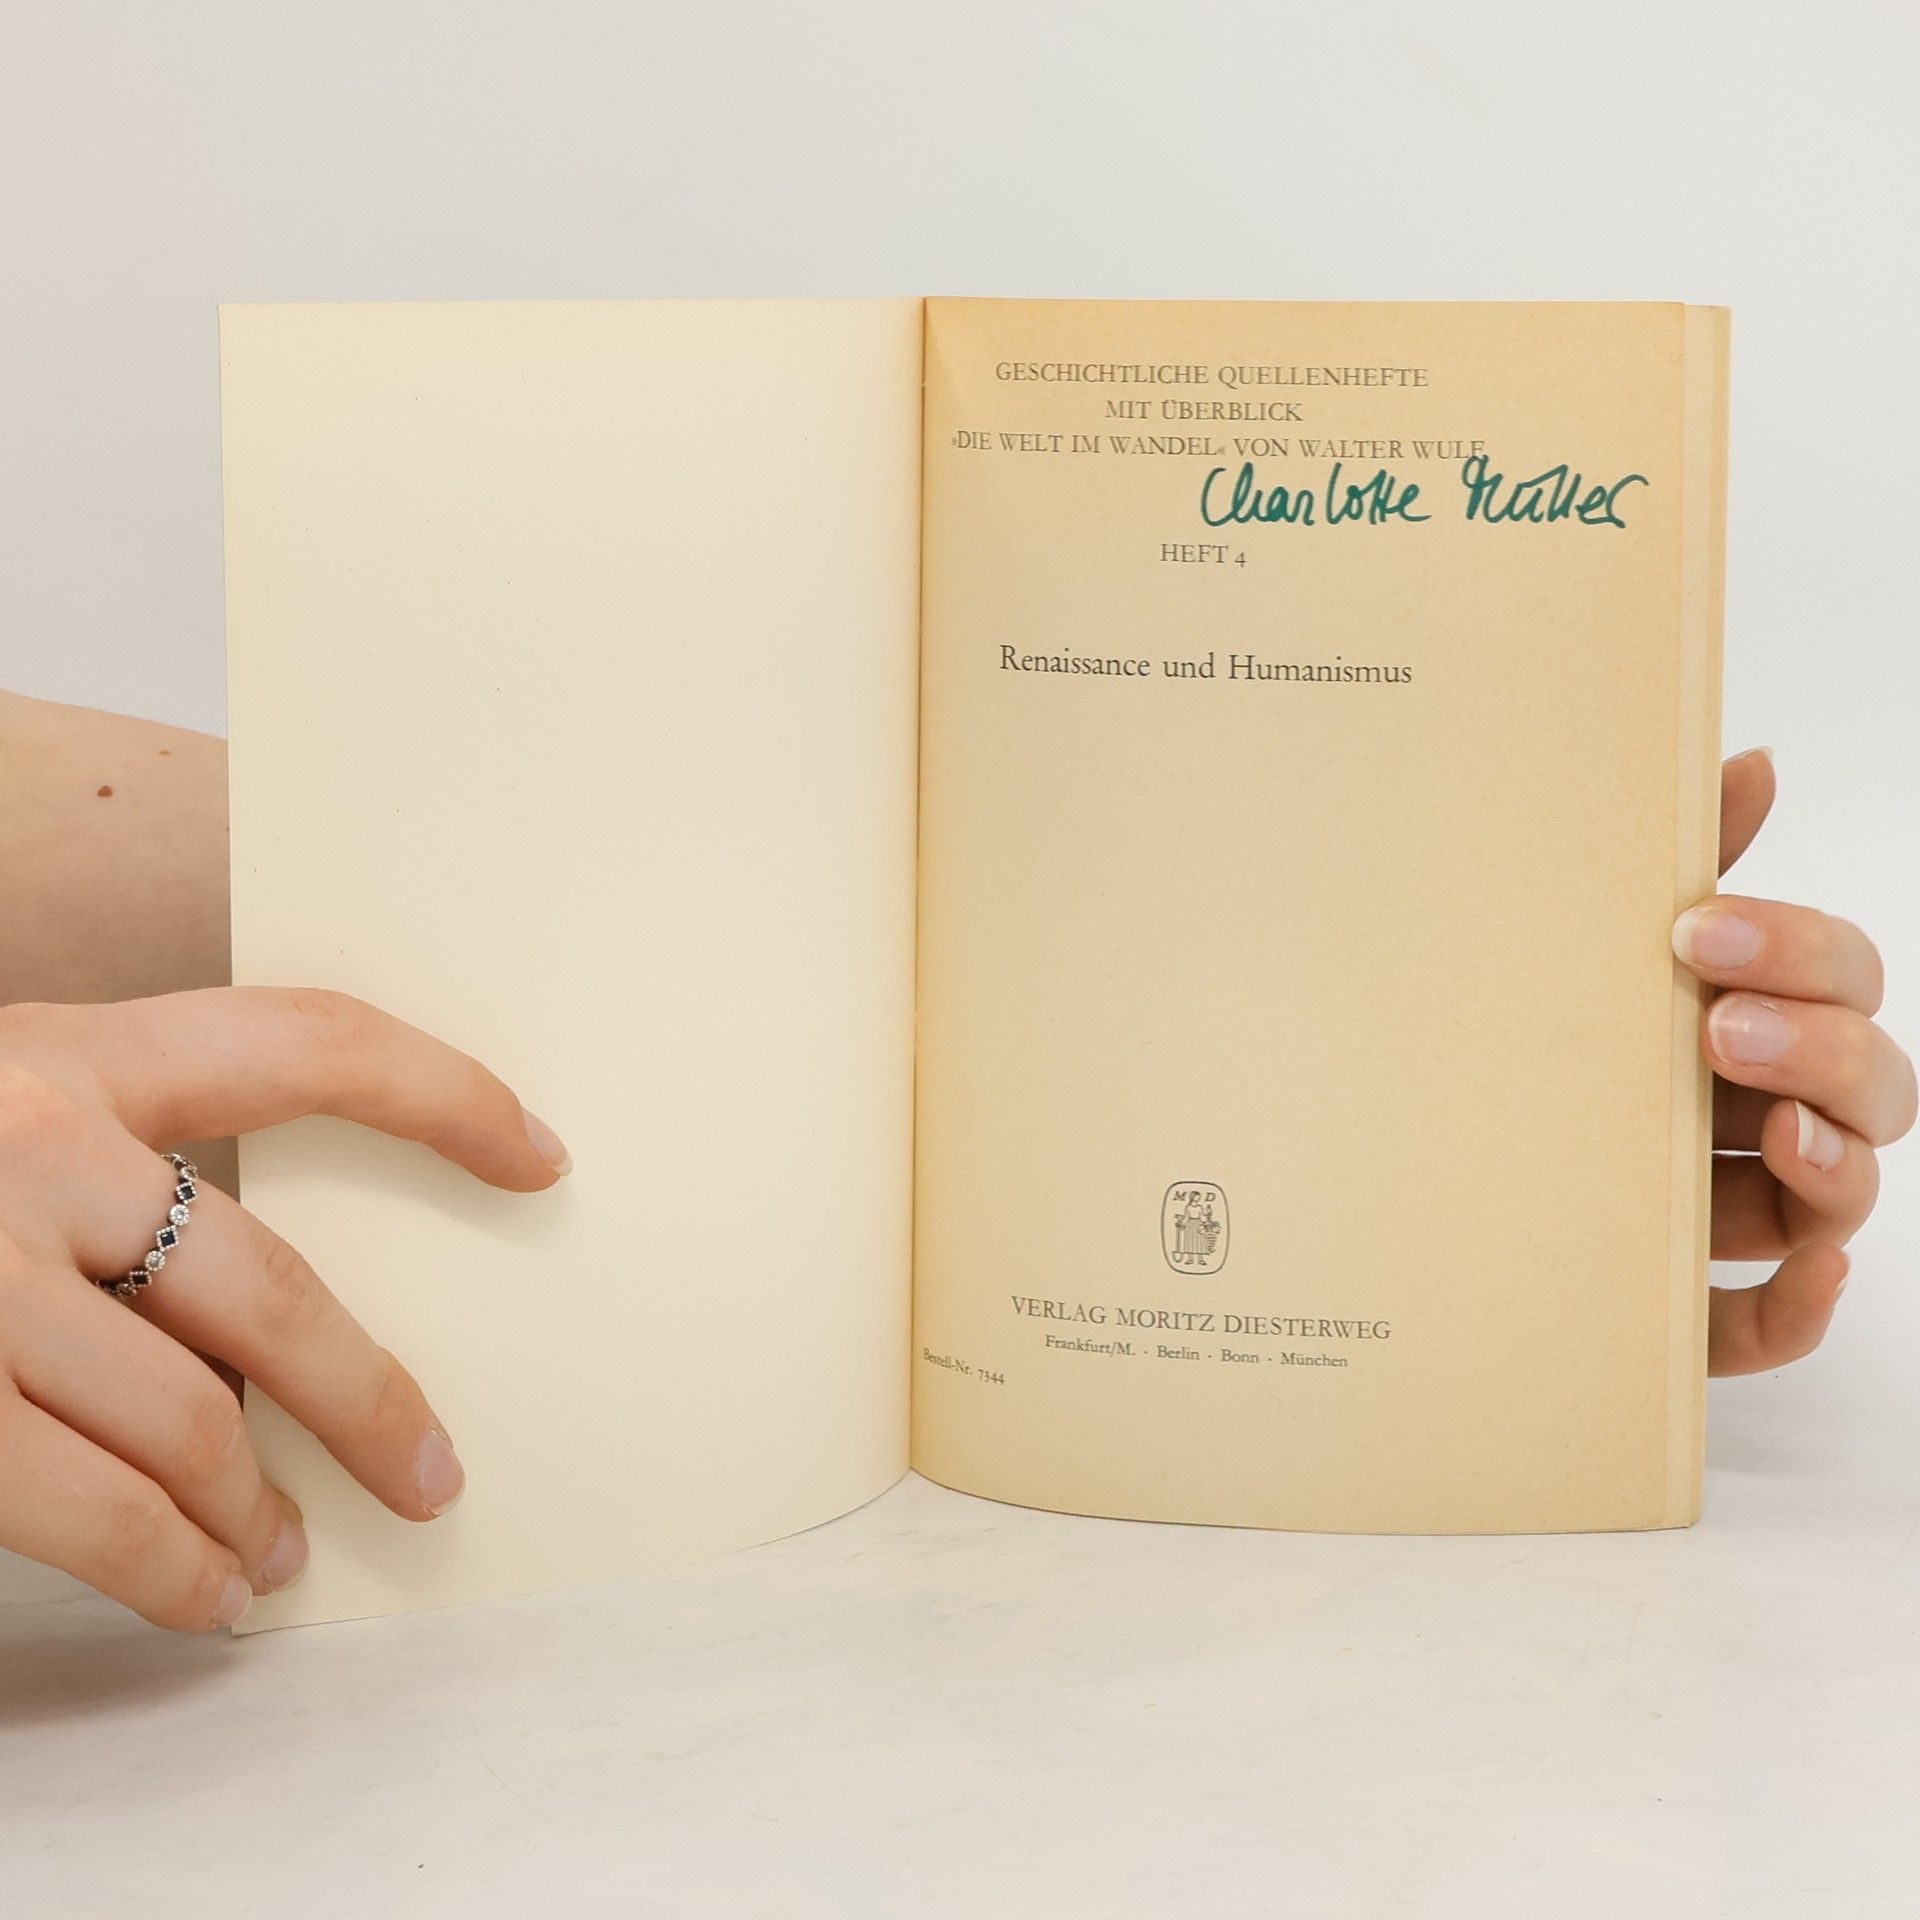 GESCHICHTLICHE QUELLENHEFTE
MIT ÜBERBLICK
»DIE WELT IM WANDEL« VON WALTER WULF
Charlotte Müller
HEFT 4
Renaissance und Humanismus
M D
VERLAG MORITZ DIESTERWEG
Frankfurt/M. · Berlin · Bonn · München
Bestell-Nr. 7344